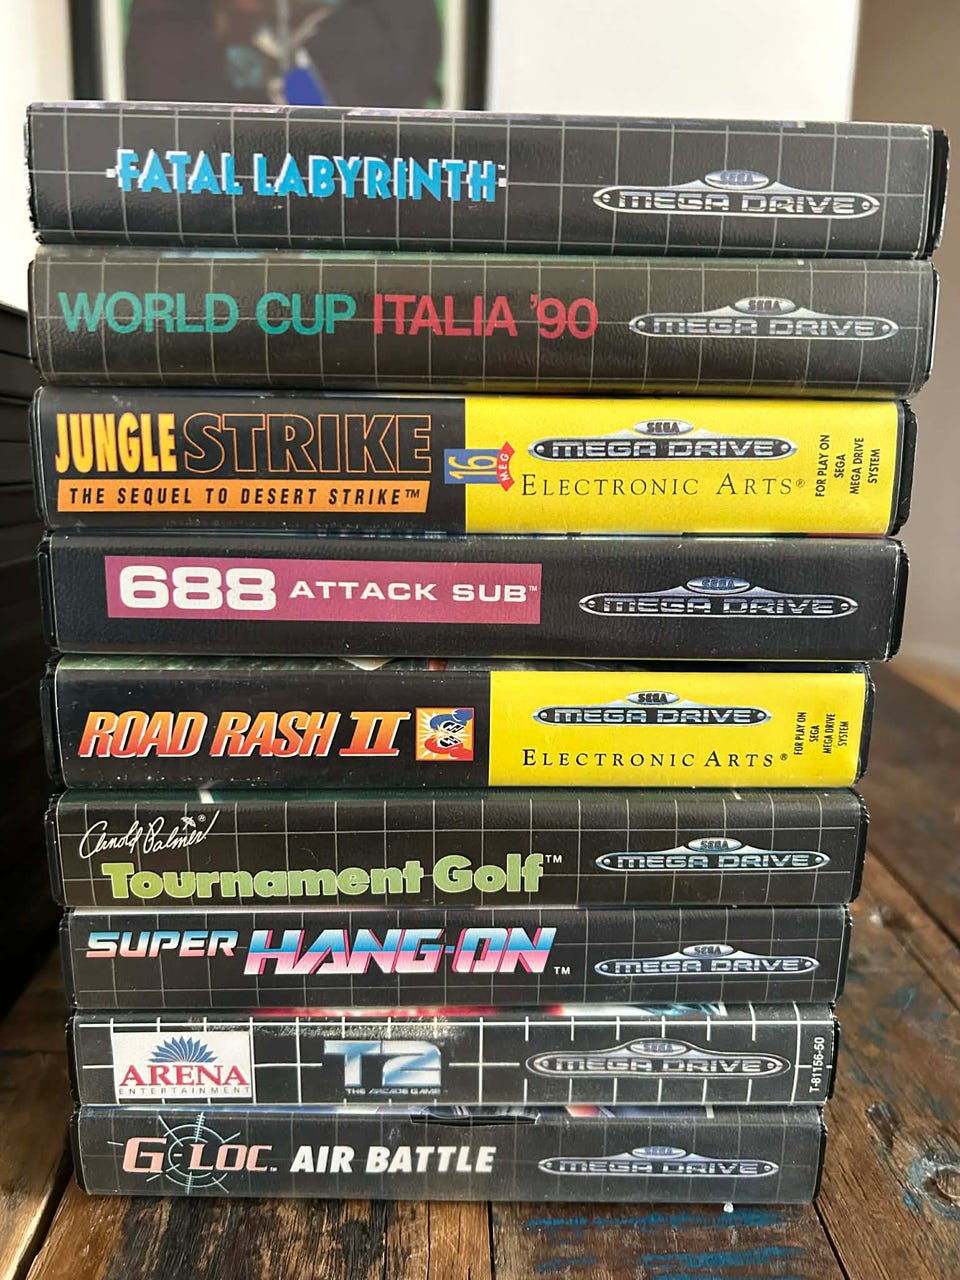 FATAL LABYRINTH™
SEGA
MEGA DRIVE
WORLD CUP ITALIA '90
SEGA
MEGA DRIVE
JUNGLE STRIKE
THE SEQUEL TO DESERT STRIKE™
16 MEG
SEGA
MEGA DRIVE
ELECTRONIC ARTS®
FOR PLAY ON
SEGA
MEGA DRIVE
SYSTEM
688 ATTACK SUB™
SEGA
MEGA DRIVE
ROAD RASH II
SEGA
MEGA DRIVE
ELECTRONIC ARTS®
FOR PLAY ON
SEGA
MEGA DRIVE
SYSTEM
Arnold Palmer®
Tournament Golf™
SEGA
MEGA DRIVE
SUPER HANG-ON™
SEGA
MEGA DRIVE
ARENA
ENTERTAINMENT
T2
THE ARCADE GAME
SEGA
MEGA DRIVE
T-81156-50
G-LOC™ AIR BATTLE
SEGA
MEGA DRIVE